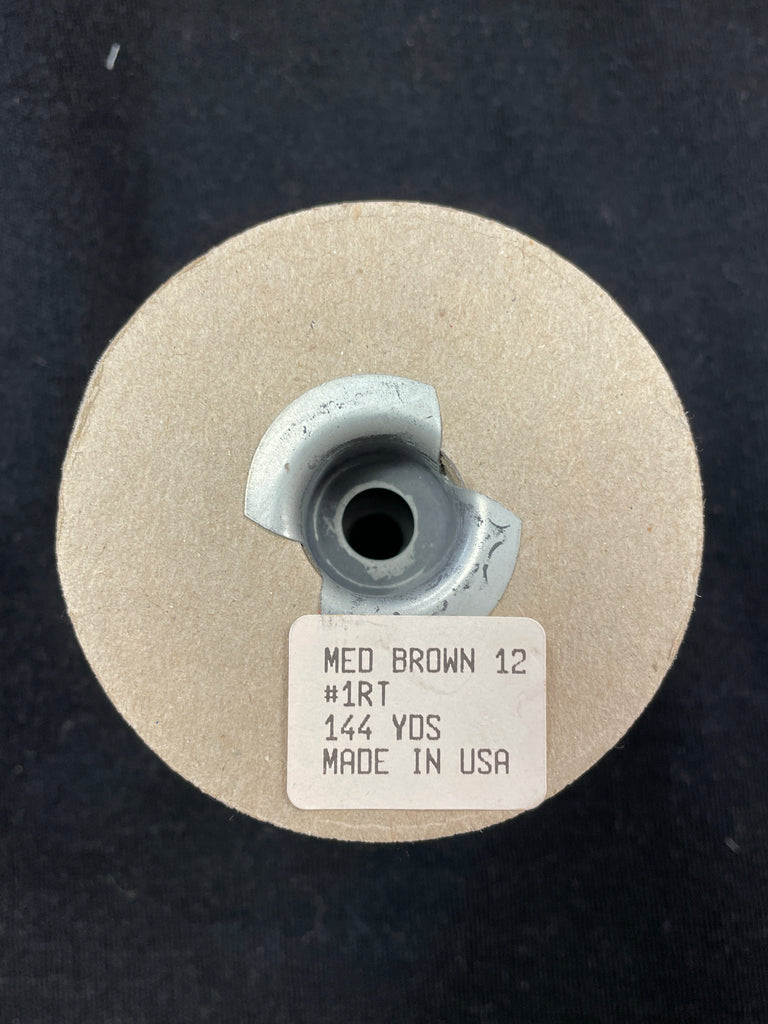 MED BROWN 12
#1RT
144 YDS
MADE IN USA